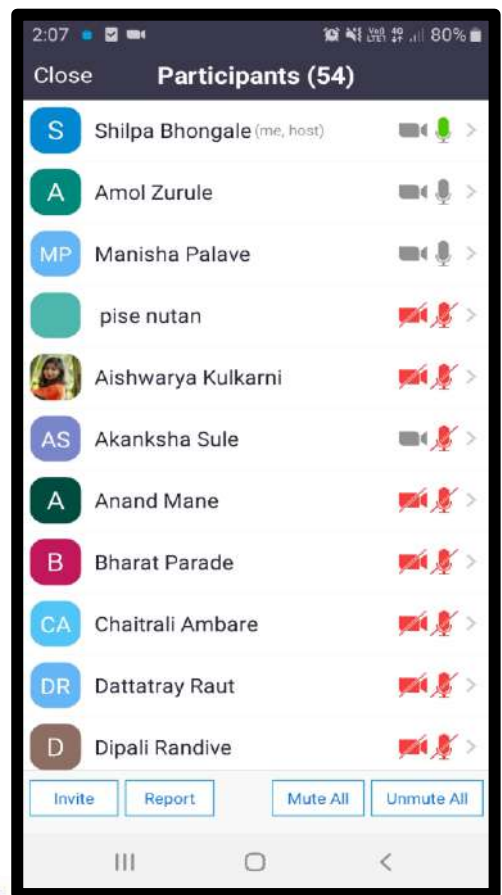 2:07 80%
Close Participants (54)
S Shilpa Bhongale (me, host)
A Amol Zurule
MP Manisha Palave
pise nutan
Aishwarya Kulkarni
AS Akanksha Sule
A Anand Mane
B Bharat Parade
CA Chaitrali Ambare
DR Dattatray Raut
D Dipali Randive
Invite Report Mute All Unmute All